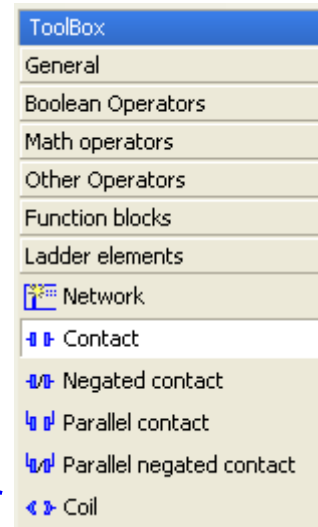 ToolBox
General
Boolean Operators
Math operators
Other Operators
Function blocks
Ladder elements
Network
Contact
Negated contact
Parallel contact
Parallel negated contact
Coil